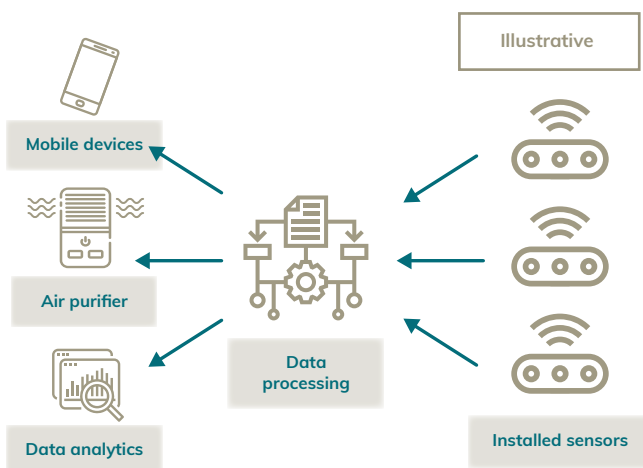 Illustrative
Mobile devices
Air purifier
Data
processing
Data analytics
Installed sensors